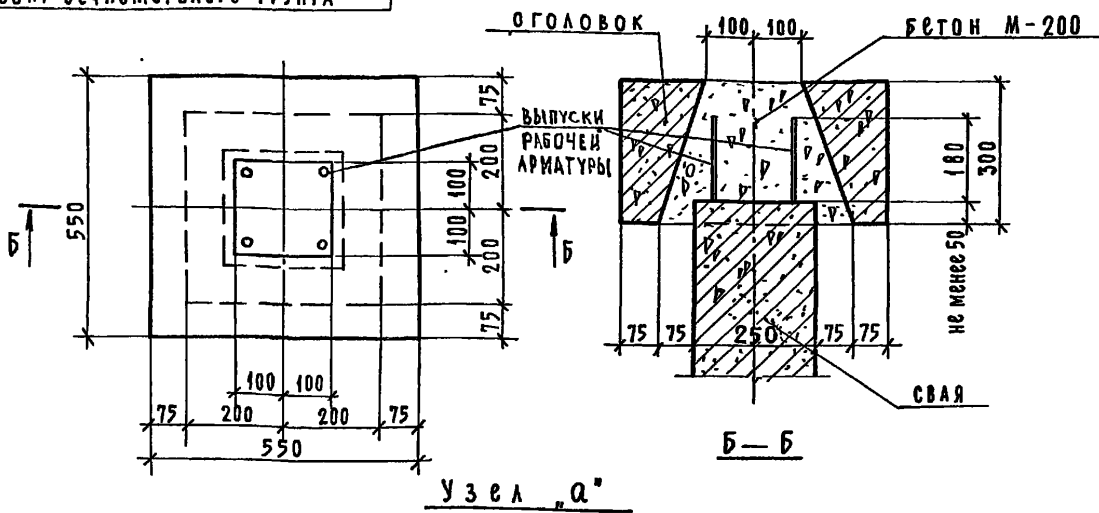 ОГОЛОВОК
БЕТОН М-200
ВЫПУСКИ
РАБОЧЕЙ
АРМАТУРЫ
550
75
200
100
100
200
75
Б
Б
100
100
75
200
200
75
550
100
100
180
300
не менее 50
75
75
250
75
75
СВАЯ
Б — Б
Узел „а"